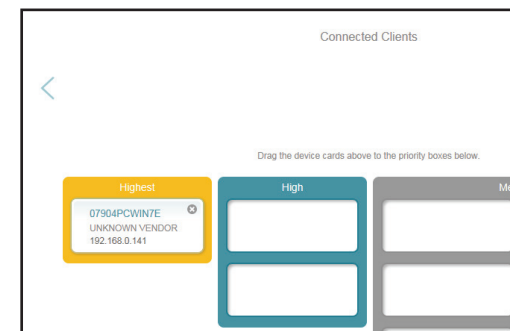 Connected Clients
Drag the device cards above to the priority boxes below.
Highest
High
Me
07904PCWIN7E
UNKNOWN VENDOR
192.168.0.141